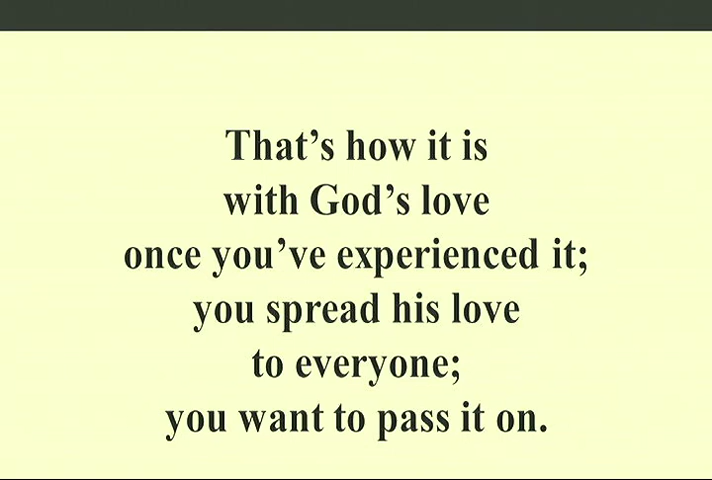 That’s how it is
with God’s love
once you’ve experienced it;
you spread his love
to everyone;
you want to pass it on.